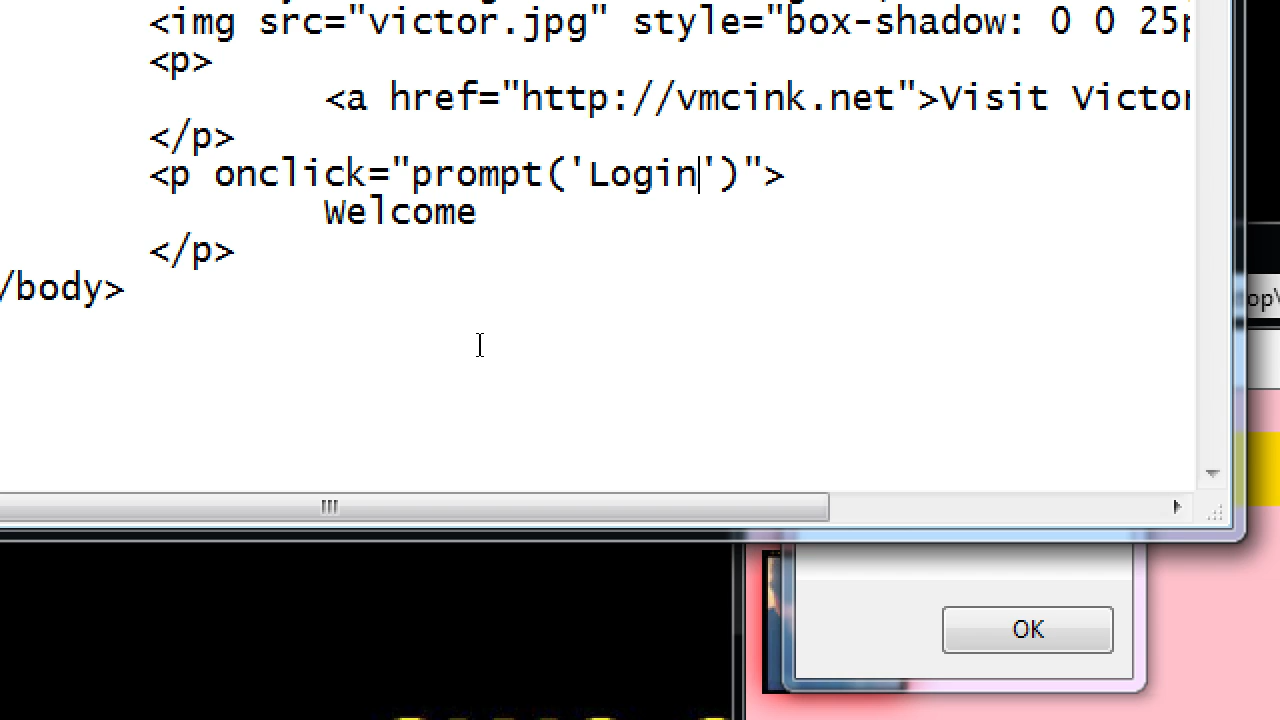 <img src="victor.jpg" style="box-shadow: 0 0 25p
<p>
<a href="http://vmcink.net">Visit Victor
</p>
<p onclick="prompt('Login')">
Welcome
</p>
/body>
op\
OK